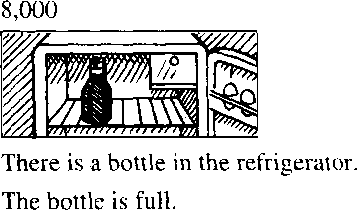 8,000
There is a bottle in the refrigerator.
The bottle is full.